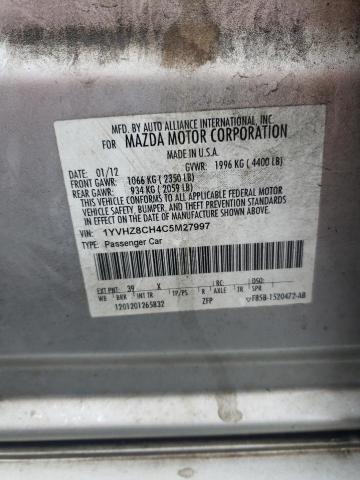 MFD. BY AUTO ALLIANCE INTERNATIONAL, INC.
FOR MAZDA MOTOR CORPORATION
MADE IN U.S.A.
01/12 GVWR: 1996 KG ( 4400 LB)
FRONT GAWR: 1066 KG ( 2350 LB)
REAR GAWR: 934 KG ( 2059 LB)
THIS VEHICLE CONFORMS TO ALL APPLICABLE FEDERAL MOTOR
VEHICLE SAFETY, BUMPER, AND THEFT PREVENTION STANDARDS
IN EFFECT ON THE DATE OF MANUFACTURE SHOWN ABOVE.
VIN: 1YVHZ8CH4C5M27997
TYPE: Passenger Car
EXT PNT: 39 X RC: DSO:
WB BRK INT TR TP/PS R AXLE TR SPR
1201201265832 ZFP F85B-1520472-AB